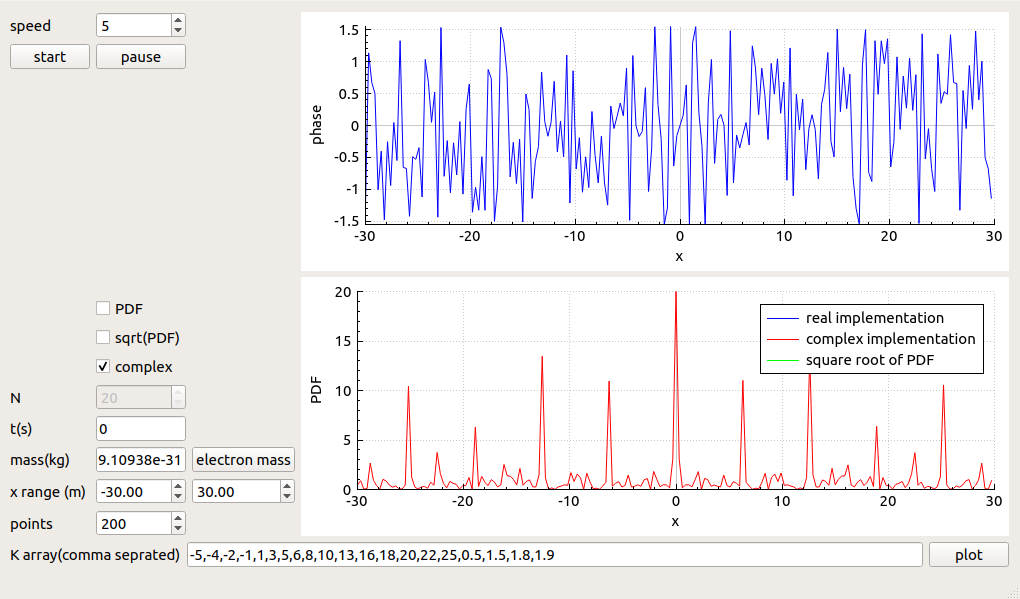 speed 5
start pause
1.5
1
0.5
0
-0.5
-1
-1.5
phase
-30 -20 -10 0 10 20 30
x
PDF
sqrt(PDF)
complex
N 20
t(s) 0
mass(kg) 9.10938e-31 electron mass
x range (m) -30.00 30.00
points 200
20
15
10
5
0
PDF
real implementation
complex implementation
square root of PDF
-30 -20 -10 0 10 20 30
x
K array(comma seprated) -5,-4,-2,-1,1,3,5,6,8,10,13,16,18,20,22,25,0.5,1.5,1.8,1.9 plot